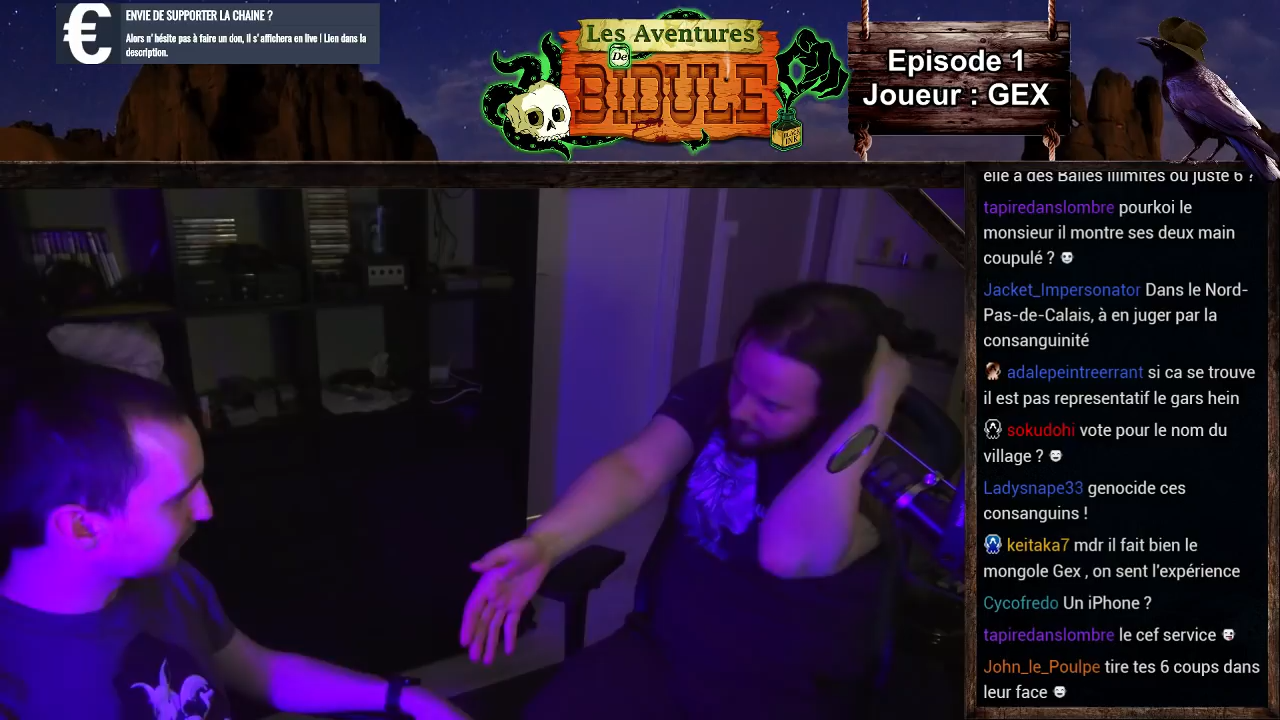 ENVIE DE SUPPORTER LA CHAINE ?
Alors n'hésite pas à faire un don, il s'affichera en live ! Lien dans la
description.
€
Les Aventures
De
BIDULE
BLACK
INK
Episode 1
Joueur : GEX
elle a des Balles illimités ou juste 6 ?
tapiredanslombre pourkoi le
monsieur il montre ses deux main
coupulé ?
Jacket_Impersonator Dans le Nord-
Pas-de-Calais, à en juger par la
consanguinité
adalepeintreerrant si ca se trouve
il est pas representatif le gars hein
sokudohi vote pour le nom du
village ?
Ladysnape33 genocide ces
consanguins !
keitaka7 mdr il fait bien le
mongole Gex , on sent l'expérience
Cycofredo Un iPhone ?
tapiredanslombre le cef service
John_le_Poulpe tire tes 6 coups dans
leur face